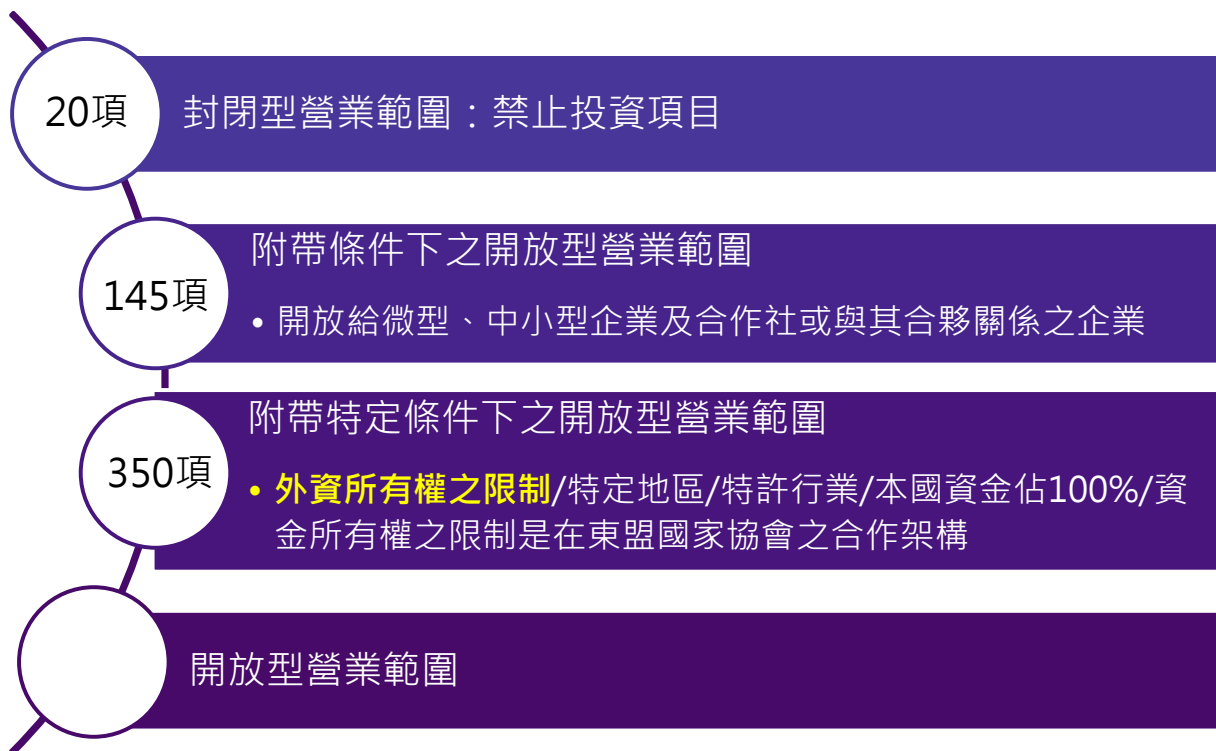 20項
封閉型營業範圍：禁止投資項目
145項
附帶條件下之開放型營業範圍
• 開放給微型、中小型企業及合作社或與其合夥關係之企業
350項
附帶特定條件下之開放型營業範圍
• 外資所有權之限制/特定地區/特許行業/本國資金佔100%/資
金所有權之限制是在東盟國家協會之合作架構
開放型營業範圍